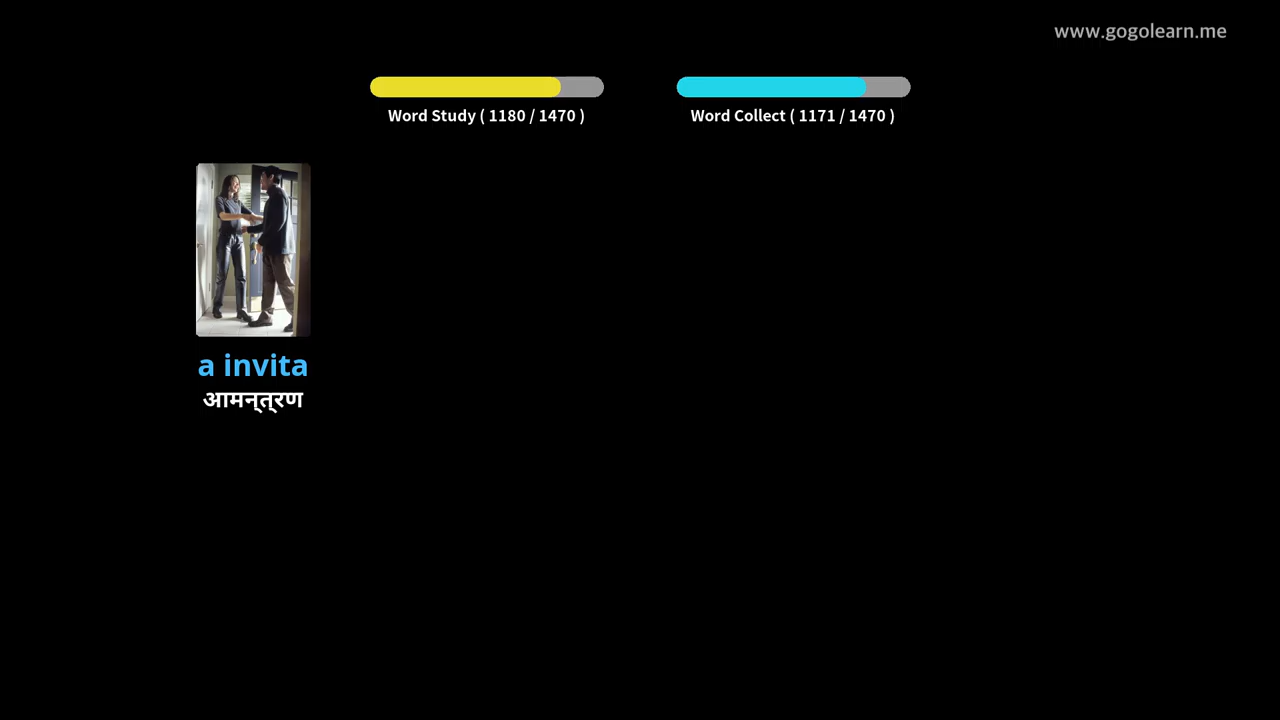 www.gogolearn.me
Word Study ( 1180 / 1470 )
Word Collect ( 1171 / 1470 )
a invita
आमन्त्रण